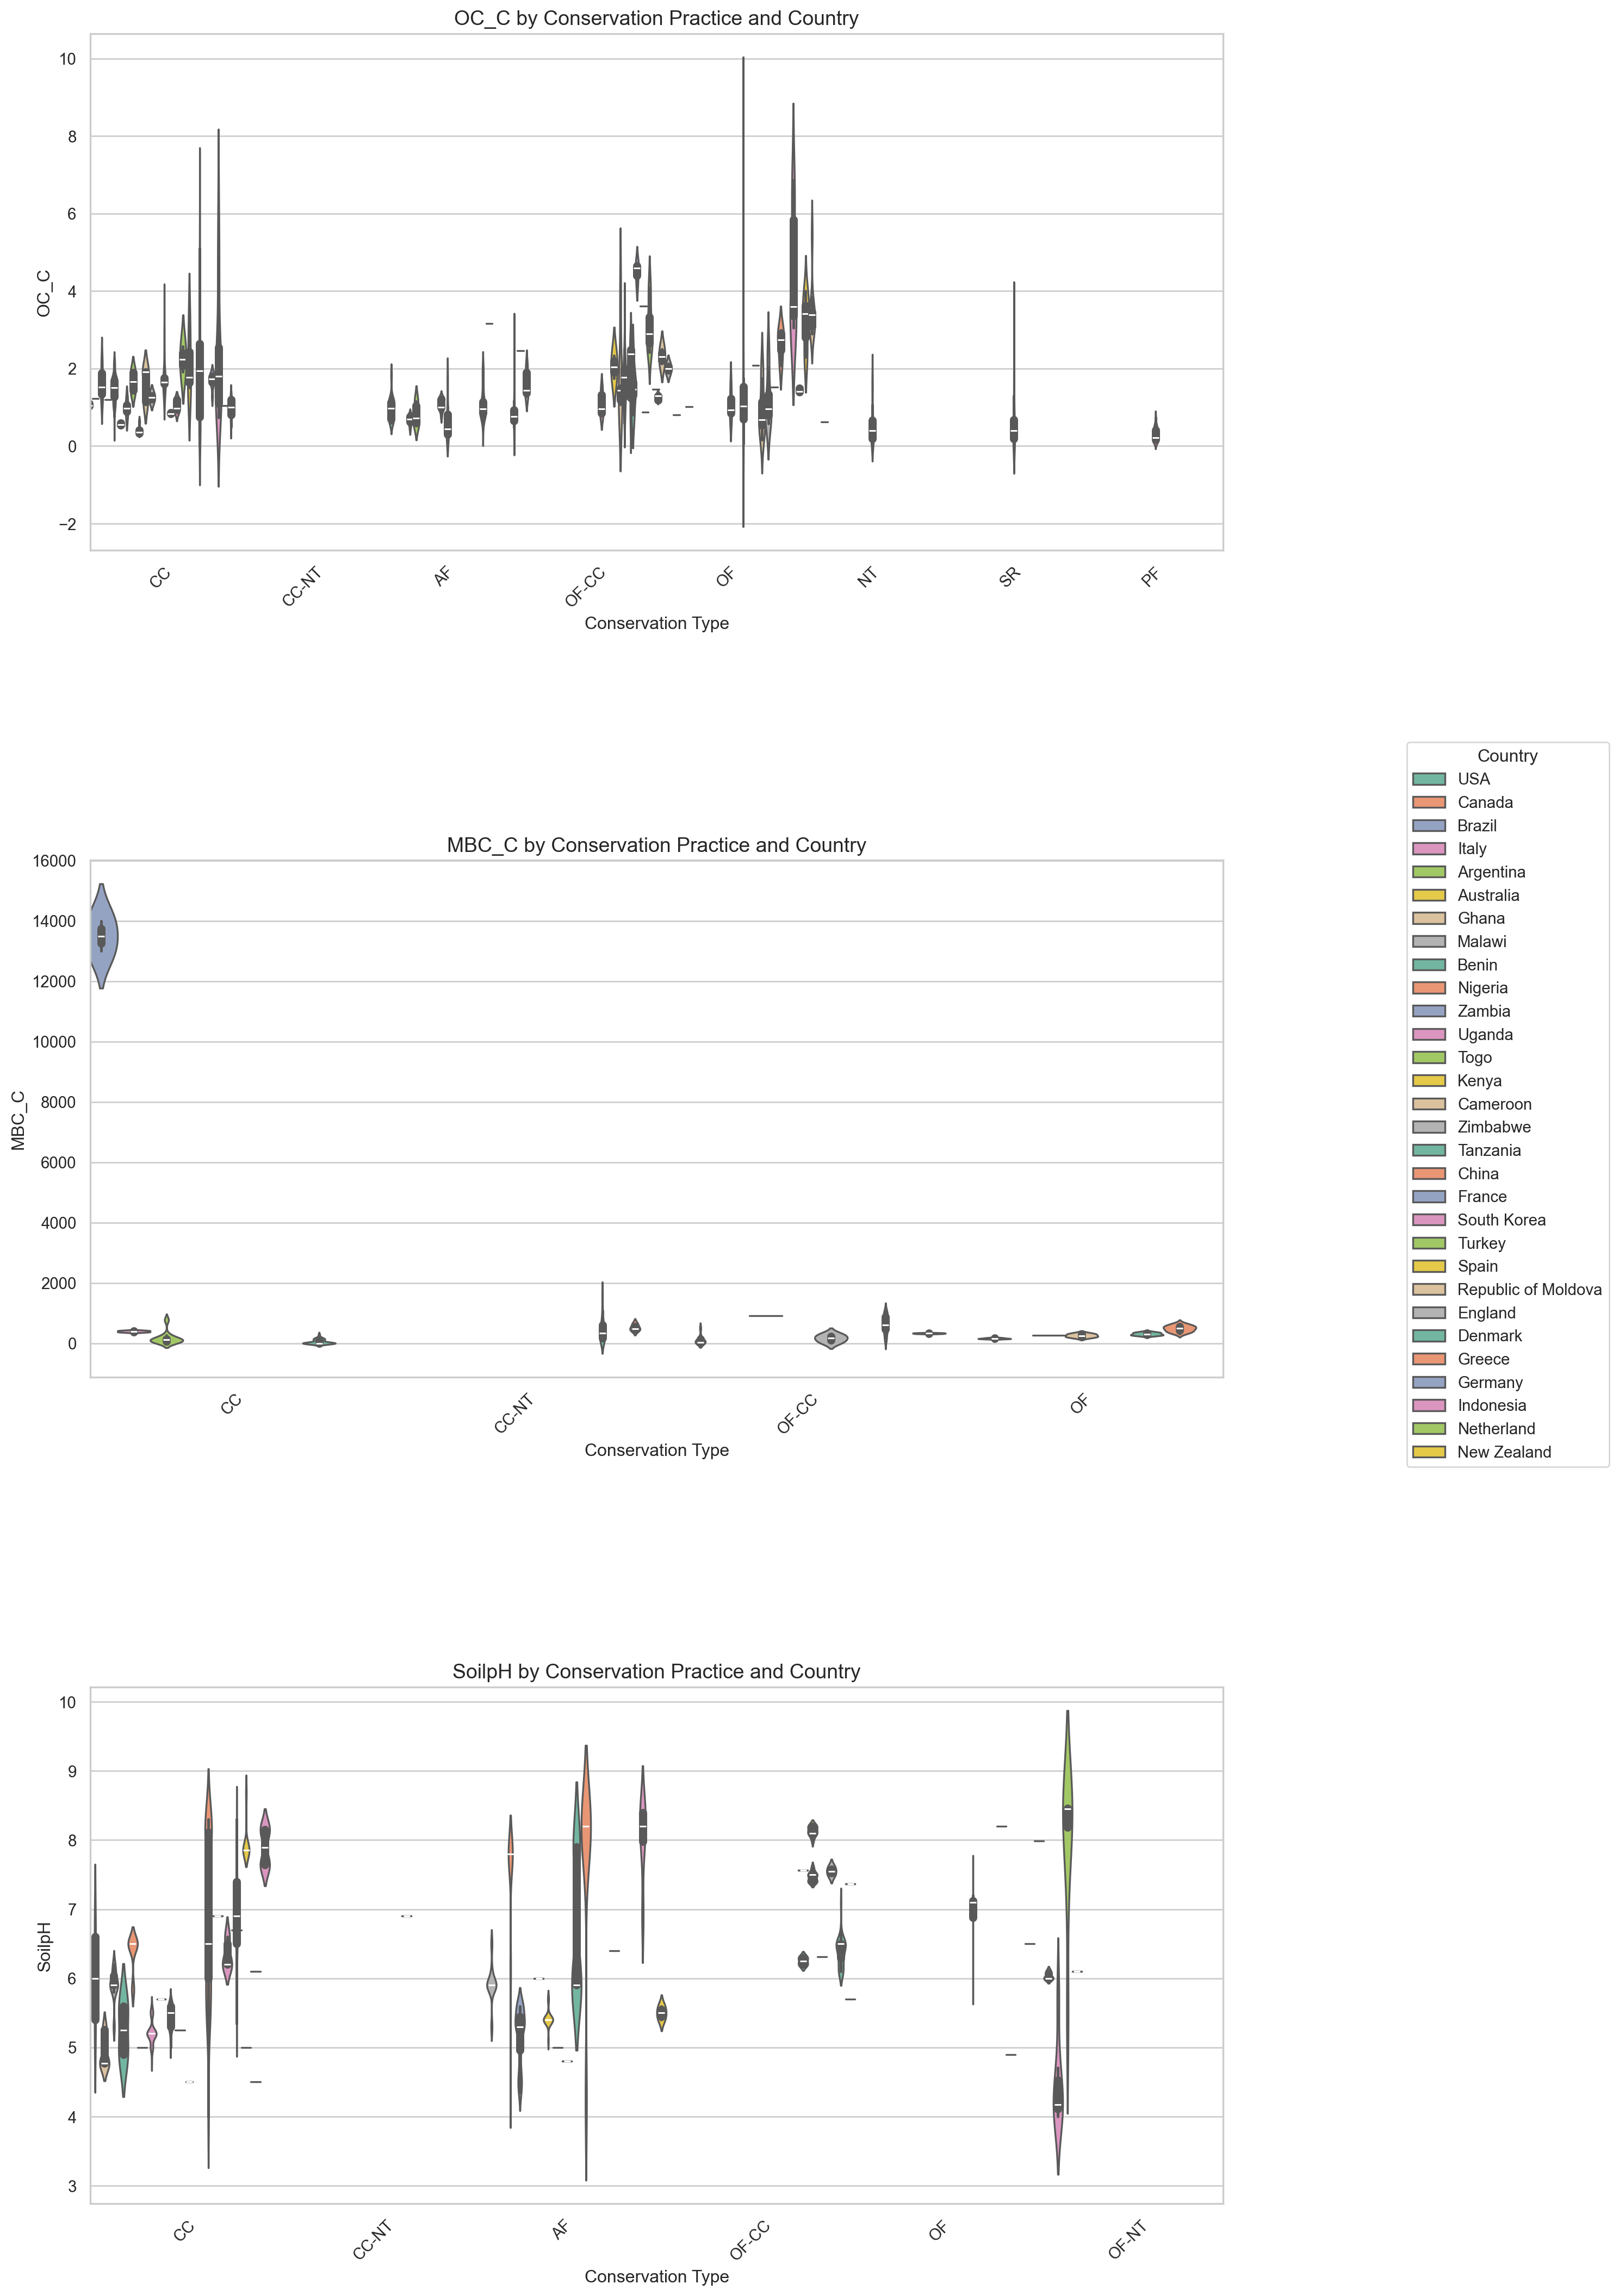 OC_C by Conservation Practice and Country
10
8
6
4
2
0
−2
OC_C
CC
CC-NT
AF
OF-CC
OF
NT
SR
PF
Conservation Type
MBC_C by Conservation Practice and Country
16000
14000
12000
10000
8000
6000
4000
2000
0
MBC_C
CC
CC-NT
OF-CC
OF
Conservation Type
Country
USA
Canada
Brazil
Italy
Argentina
Australia
Ghana
Malawi
Benin
Nigeria
Zambia
Uganda
Togo
Kenya
Cameroon
Zimbabwe
Tanzania
China
France
South Korea
Turkey
Spain
Republic of Moldova
England
Denmark
Greece
Germany
Indonesia
Netherland
New Zealand
SoilpH by Conservation Practice and Country
10
9
8
7
6
5
4
3
SoilpH
CC
CC-NT
AF
OF-CC
OF
OF-NT
Conservation Type